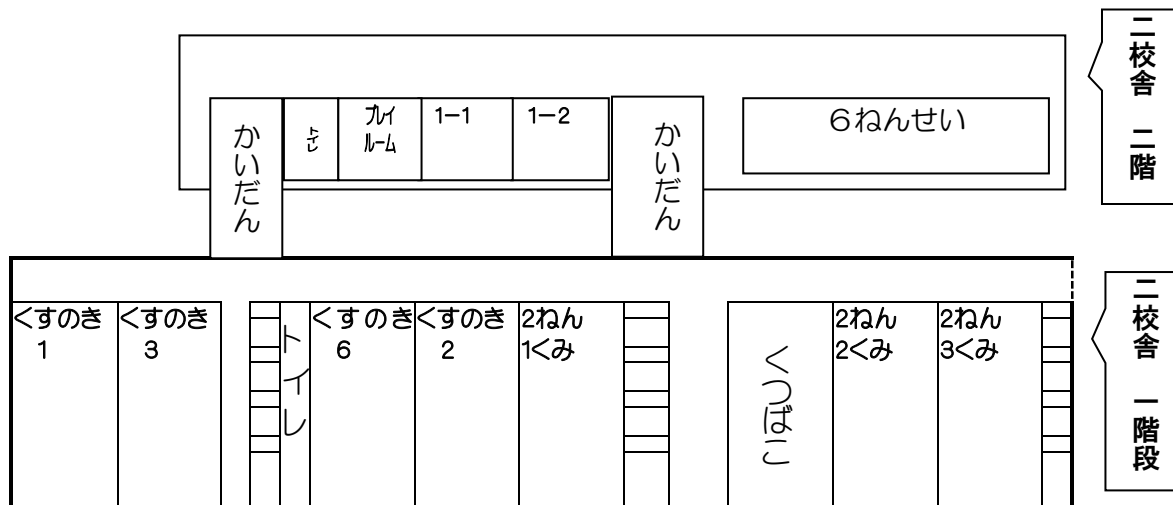 二校舎 二階
かいだん
トイレ
プレイ
ルーム
1ー1
1ー2
かいだん
６ねんせい
二校舎 一階段
くすのき
1
くすのき
3
トイレ
くすのき
6
くすのき
2
2ねん
1くみ
くつばこ
2ねん
2くみ
2ねん
3くみ